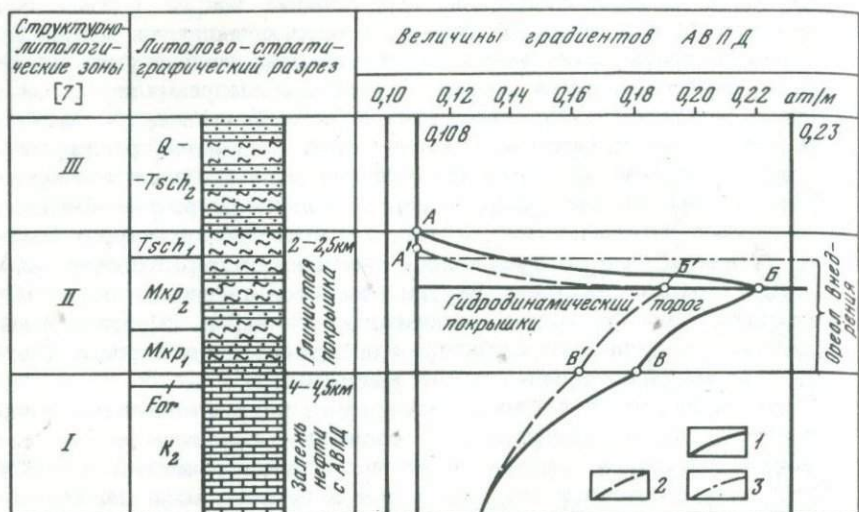 Структурно-
литологи-
ческие зоны
[7]
Литолого-страти-
графический разрез
Величины градиентов АВПД
0,10 0,12 0,14 0,16 0,18 0,20 0,22 ат/м
III
Q
-Tsch2
0,108
0,23
A
Tsch1
2-2,5км
A'
II
Мкр2
Глинистая
покрышка
Б'
Б
Гидродинамический порог
покрышки
Ореол внед-
рения
Мкр1
В'
В
4-4,5км
For
I
K2
Залежь
нефти
с АВПД
1
2
3